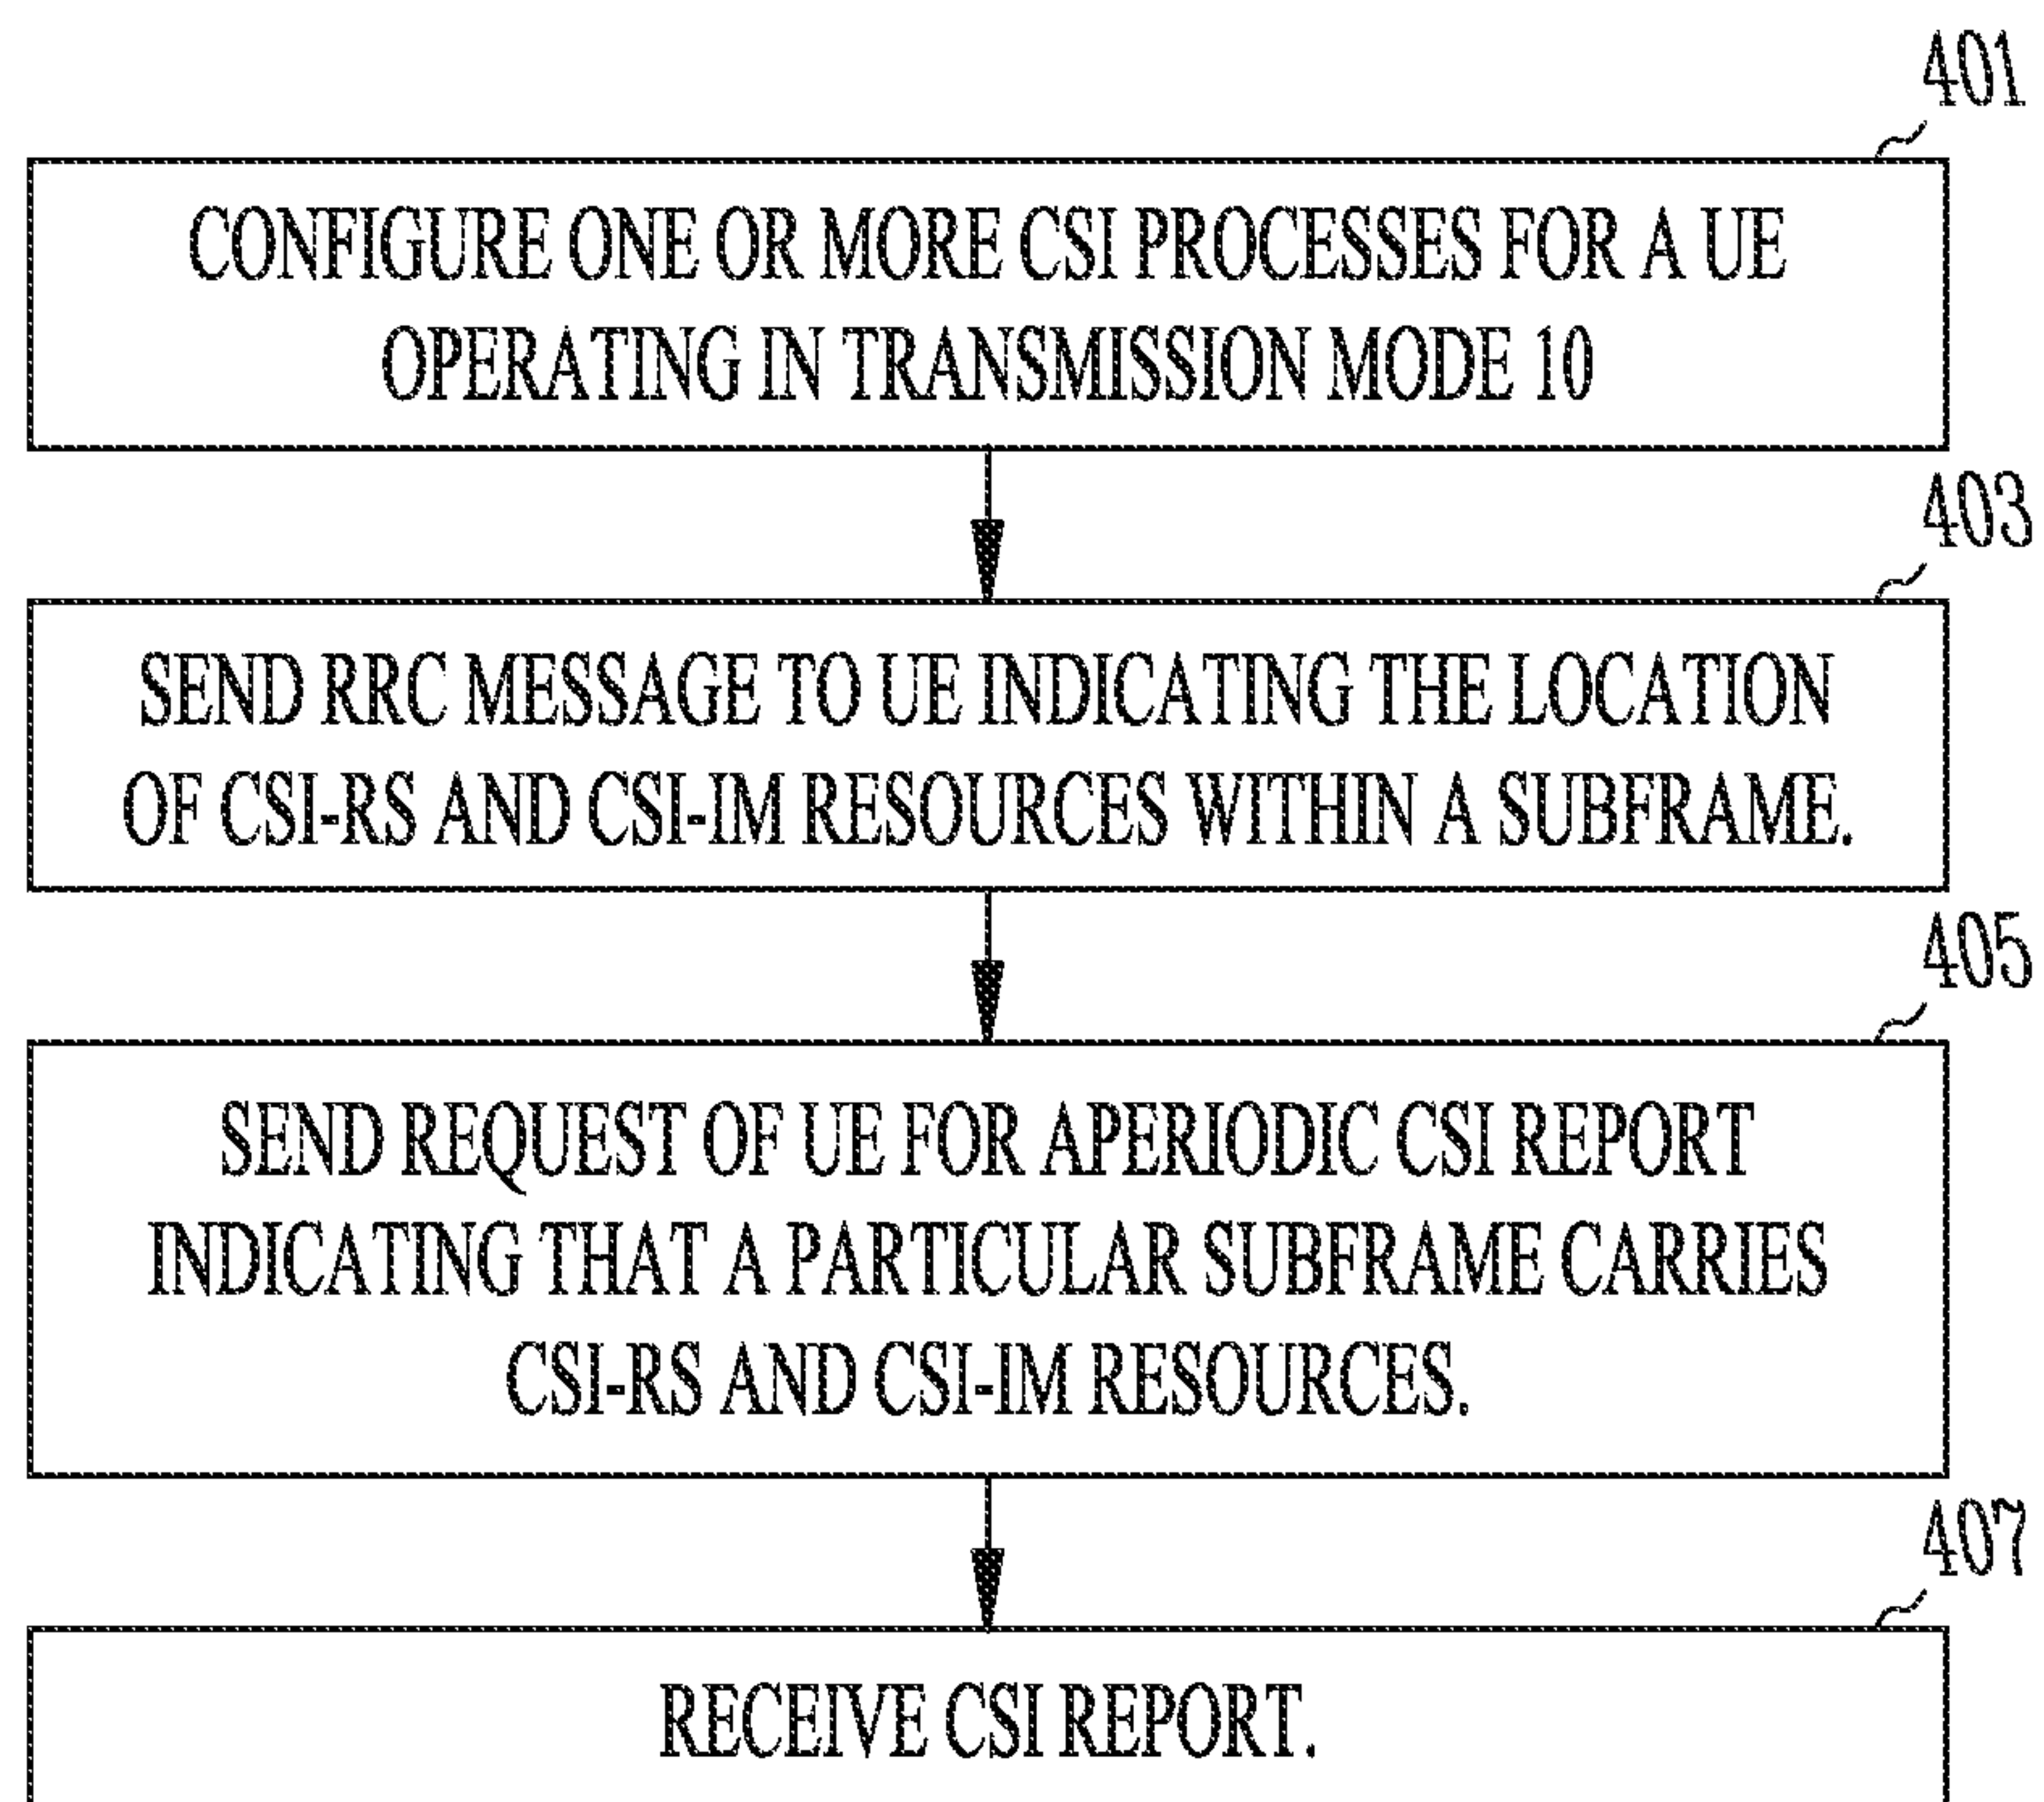 401
CONFIGURE ONE OR MORE CSI PROCESSES FOR A UE
OPERATING IN TRANSMISSION MODE 10
403
SEND RRC MESSAGE TO UE INDICATING THE LOCATION
OF CSI-RS AND CSI-IM RESOURCES WITHIN A SUBFRAME.
405
SEND REQUEST OF UE FOR APERIODIC CSI REPORT
INDICATING THAT A PARTICULAR SUBFRAME CARRIES
CSI-RS AND CSI-IM RESOURCES.
407
RECEIVE CSI REPORT.